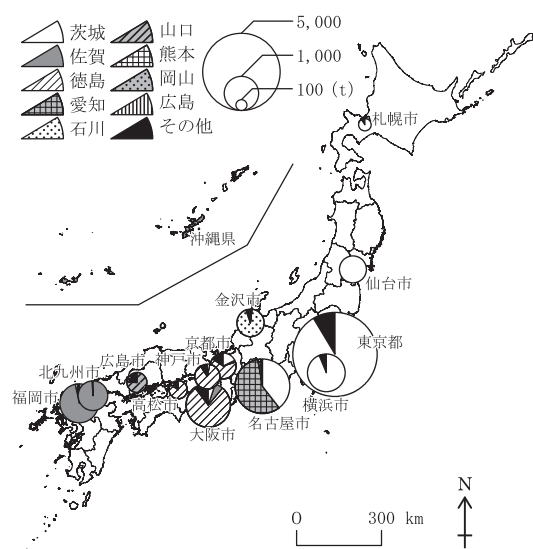 茨城
佐賀
徳島
愛知
石川
山口
熊本
岡山
広島
その他
5,000
1,000
100 (t)
札幌市
沖縄県
仙台市
金沢市
東京都
京都市
広島市
神戸市
北九州市
福岡市
高松市
横浜市
名古屋市
大阪市
N
0 300 km